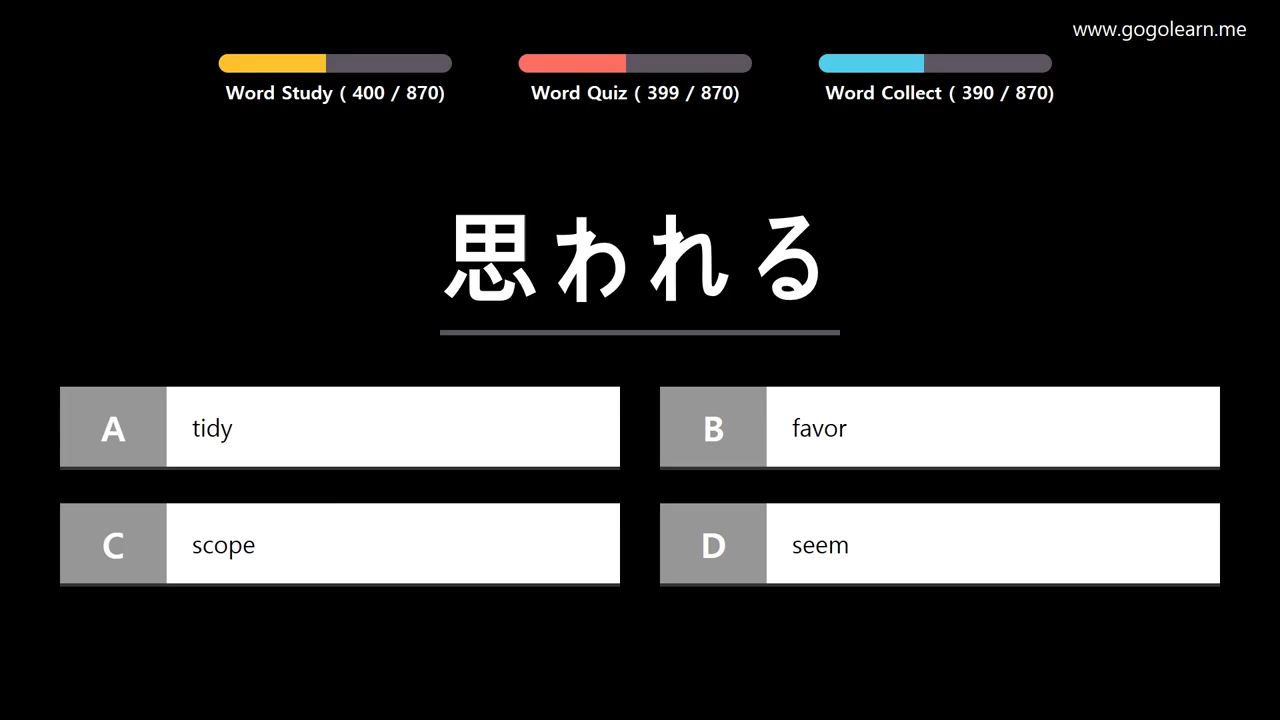 www.gogolearn.me
Word Study ( 400 / 870)
Word Quiz ( 399 / 870)
Word Collect ( 390 / 870)
思われる
A tidy
B favor
C scope
D seem